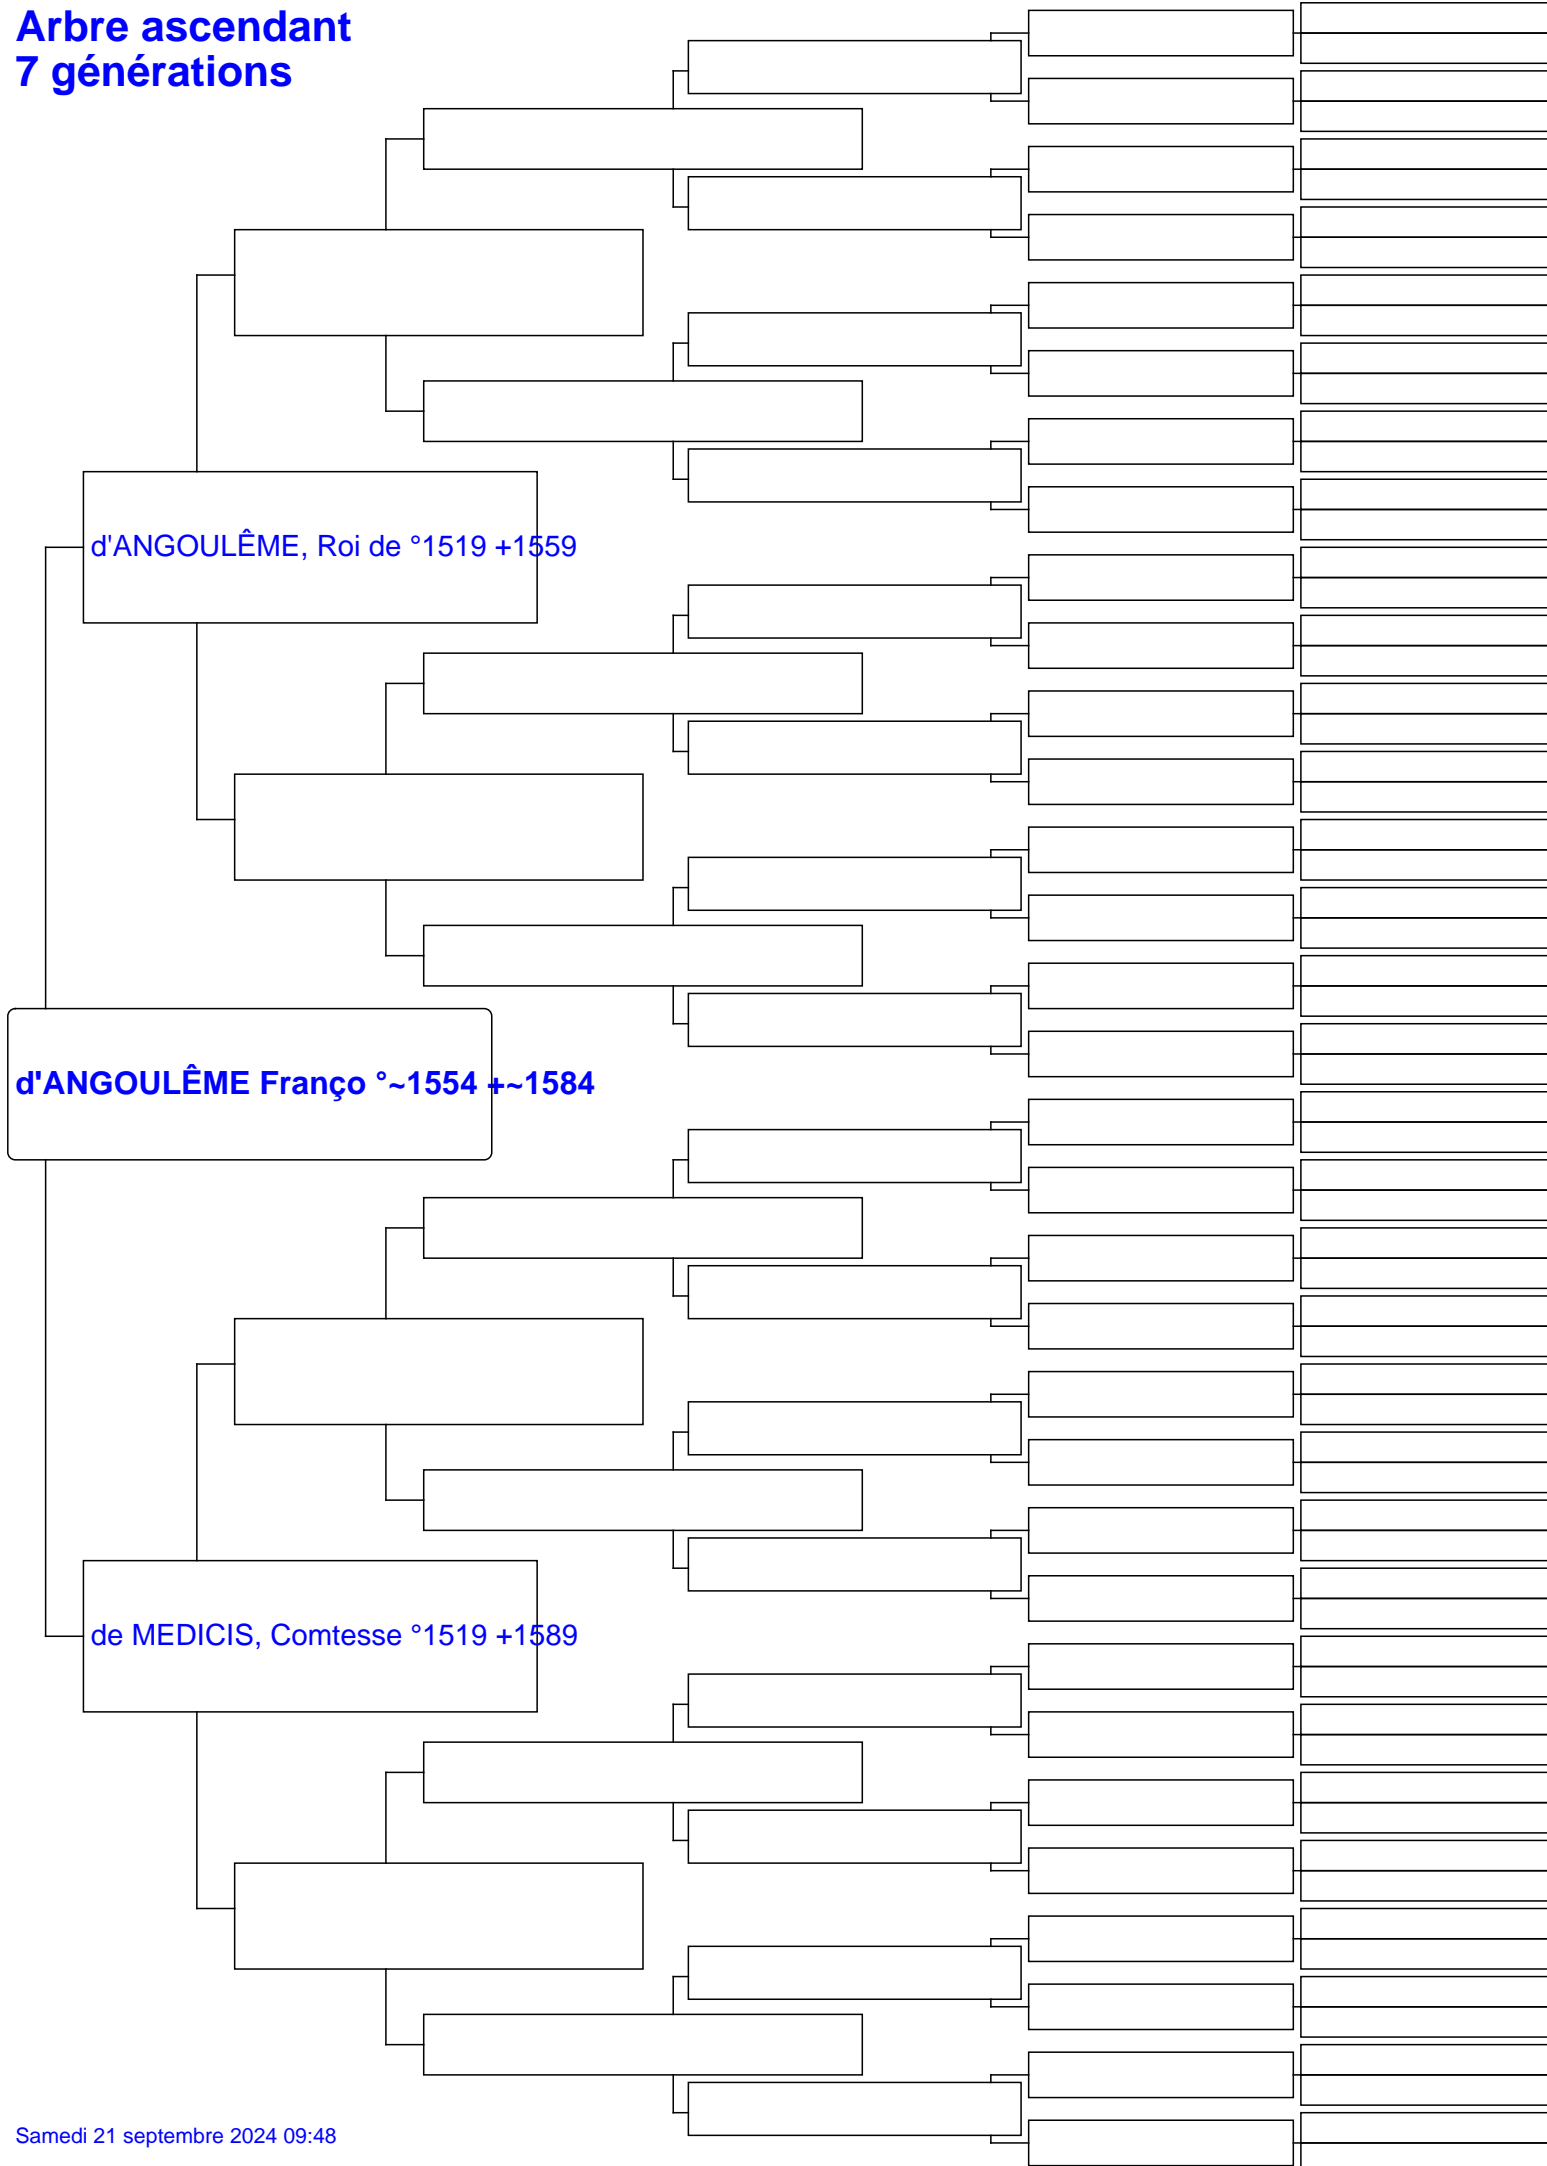 Arbre ascendant
7 générations
d'ANGOULÊME, Roi de °1519 +1559
d'ANGOULÊME Franço °~1554 +~1584
de MEDICIS, Comtesse °1519 +1589
Samedi 21 septembre 2024 09:48